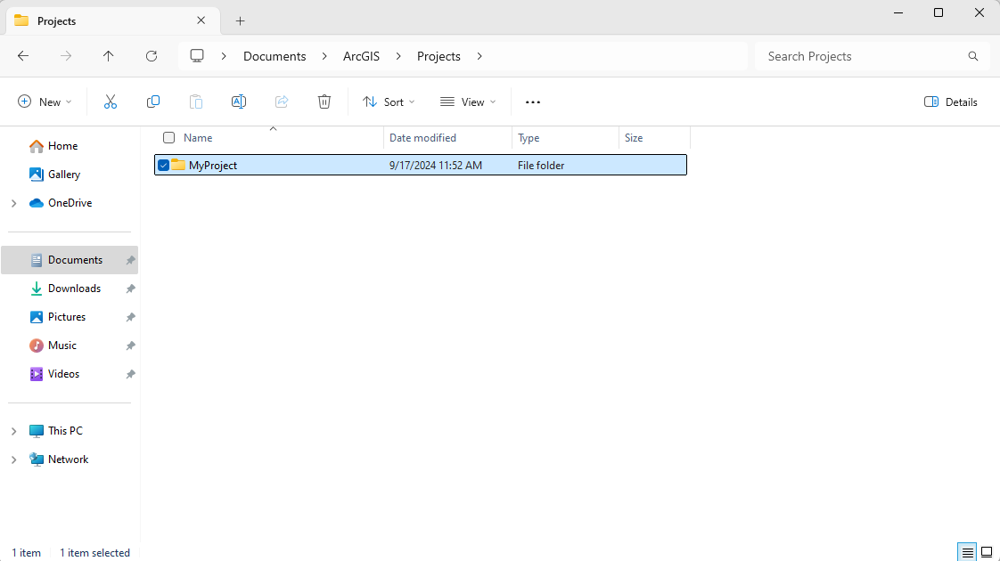 Projects
Documents
ArcGIS
Projects
Search Projects
New
Sort
View
Details
Name
Date modified
Type
Size
MyProject
9/17/2024 11:52 AM
File folder
Home
Gallery
OneDrive
Documents
Downloads
Pictures
Music
Videos
This PC
Network
1 item
1 item selected